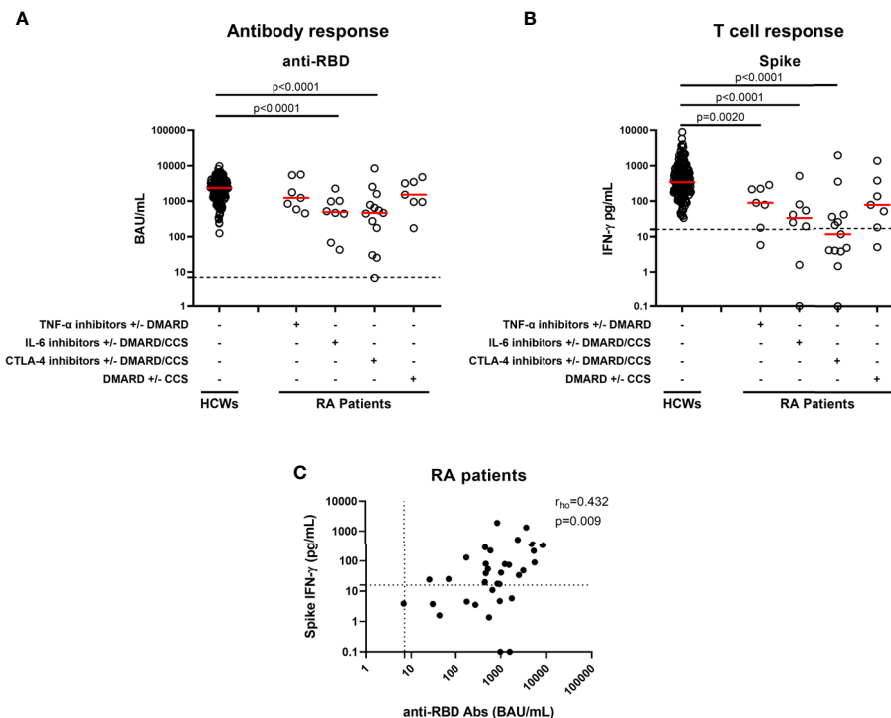 A
Antibody response
anti-RBD
p<0.0001
p<0.0001
100000
10000
1000
100
10
1
BAU/mL
TNF-α inhibitors +/- DMARD - + - - -
IL-6 inhibitors +/- DMARD/CCS - - + - -
CTLA-4 inhibitors +/- DMARD/CCS - - - + -
DMARD +/- CCS - - - - +
HCWs RA Patients
B
T cell response
Spike
p<0.0001
p<0.0001
p=0.0020
10000
1000
100
10
1
0.1
IFN-γ pg/mL
TNF-α inhibitors +/- DMARD - + - - -
IL-6 inhibitors +/- DMARD/CCS - - + - -
CTLA-4 inhibitors +/- DMARD/CCS - - - + -
DMARD +/- CCS - - - - +
HCWs RA Patients
C
RA patients
rho=0.432
p=0.009
10000
1000
100
10
1
0.1
Spike IFN-γ (pg/mL)
1 10 100 1000 10000 100000
anti-RBD Abs (BAU/mL)